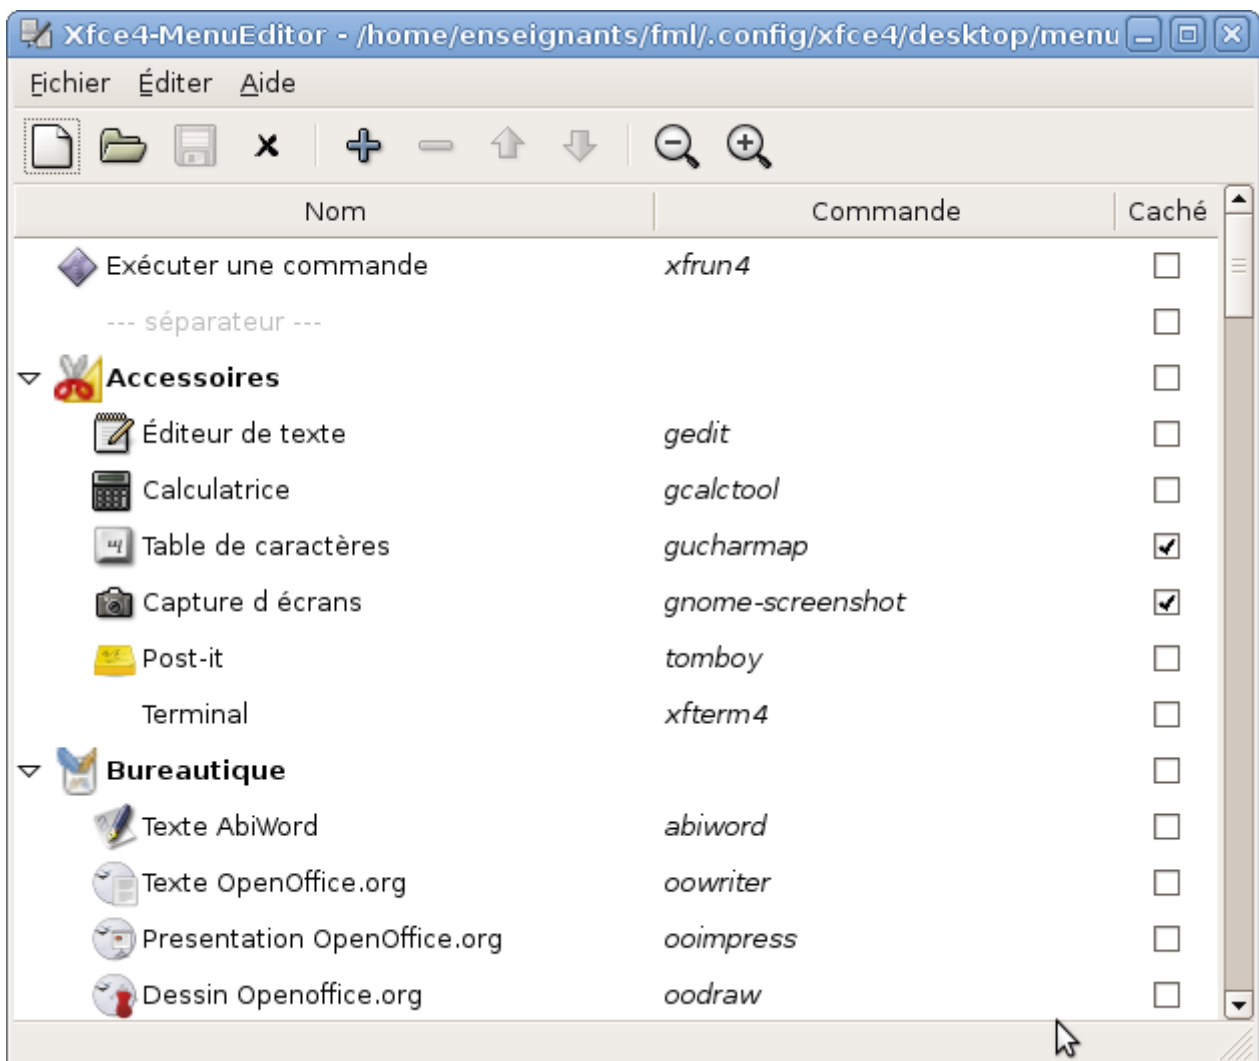 Xfce4-MenuEditor - /home/enseignants/fml/.config/xfce4/desktop/menu
Fichier Éditer Aide
Nom Commande Caché
Exécuter une commande xfrun4
--- séparateur ---
Accessoires
Éditeur de texte gedit
Calculatrice gcalctool
Table de caractères gucharmap
Capture d écrans gnome-screenshot
Post-it tomboy
Terminal xfterm4
Bureautique
Texte AbiWord abiword
Texte OpenOffice.org oowriter
Presentation OpenOffice.org ooimpress
Dessin Openoffice.org oodraw